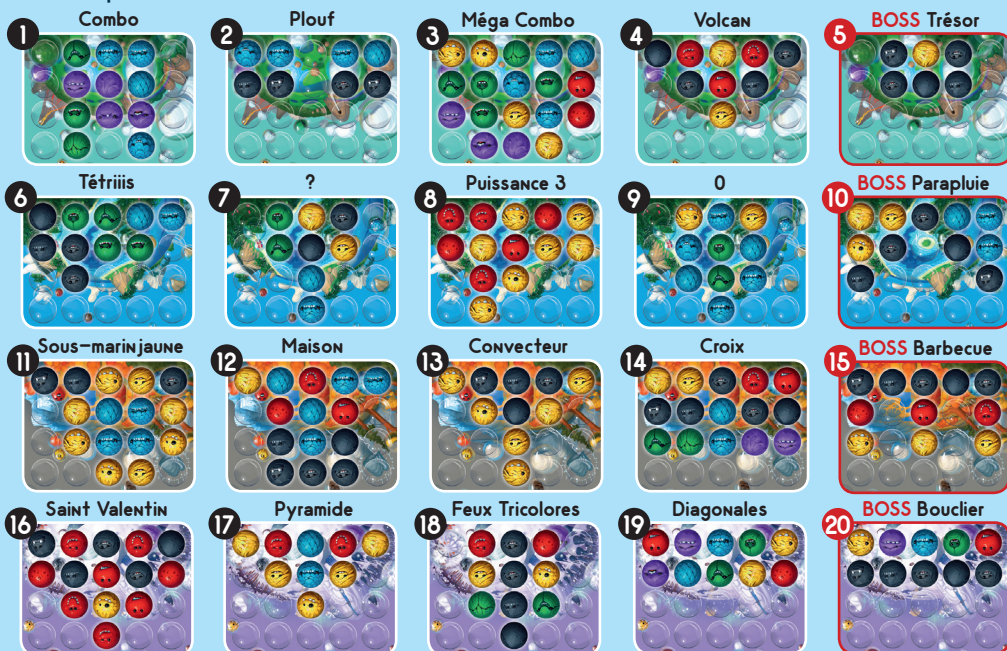 1 Combo
2 Plouf
3 Méga Combo
4 Volcan
5 BOSS Trésor
6 Tétriiis
7 ?
8 Puissance 3
9 O
10 BOSS Parapluie
11 Sous-marin jaune
12 Maison
13 Convecteur
14 Croix
15 BOSS Barbecue
16 Saint Valentin
17 Pyramide
18 Feux Tricolores
19 Diagonales
20 BOSS Bouclier